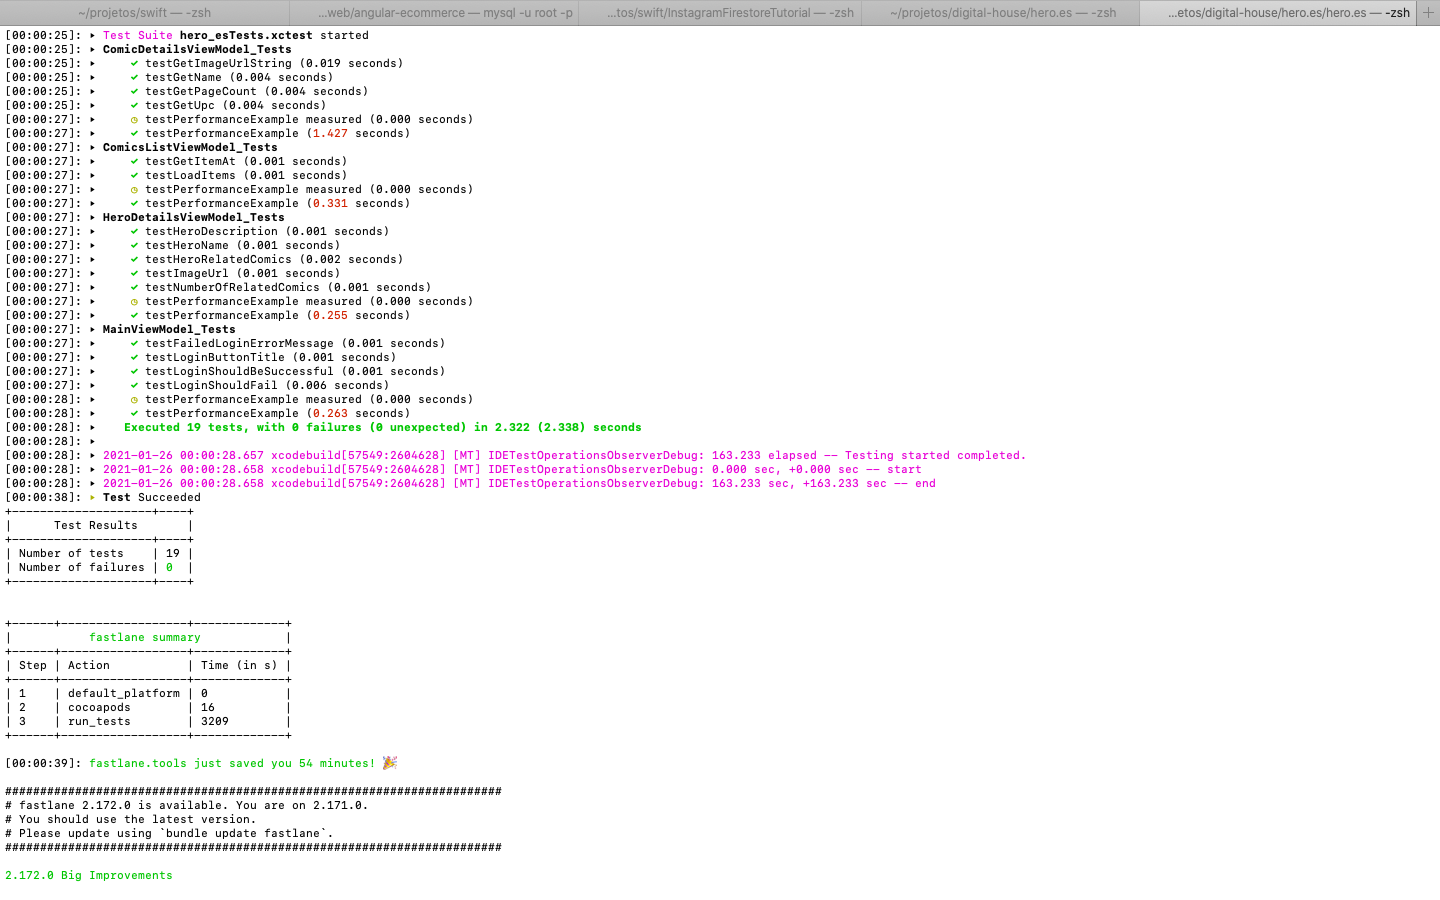 ~/projetos/swift — -zsh
...web/angular-ecommerce — mysql -u root -p
...tos/swift/InstagramFirestoreTutorial — -zsh
~/projetos/digital-house/hero.es — -zsh
...etos/digital-house/hero.es/hero.es — -zsh
[00:00:25]: ▸ Test Suite hero_esTests.xctest started
[00:00:25]: ▸ ComicDetailsViewModel_Tests
[00:00:25]: ▸     ✓ testGetImageUrlString (0.019 seconds)
[00:00:25]: ▸     ✓ testGetName (0.004 seconds)
[00:00:25]: ▸     ✓ testGetPageCount (0.004 seconds)
[00:00:25]: ▸     ✓ testGetUpc (0.004 seconds)
[00:00:27]: ▸     ◷ testPerformanceExample measured (0.000 seconds)
[00:00:27]: ▸     ✓ testPerformanceExample (1.427 seconds)
[00:00:27]: ▸ ComicsListViewModel_Tests
[00:00:27]: ▸     ✓ testGetItemAt (0.001 seconds)
[00:00:27]: ▸     ✓ testLoadItems (0.001 seconds)
[00:00:27]: ▸     ◷ testPerformanceExample measured (0.000 seconds)
[00:00:27]: ▸     ✓ testPerformanceExample (0.331 seconds)
[00:00:27]: ▸ HeroDetailsViewModel_Tests
[00:00:27]: ▸     ✓ testHeroDescription (0.001 seconds)
[00:00:27]: ▸     ✓ testHeroName (0.001 seconds)
[00:00:27]: ▸     ✓ testHeroRelatedComics (0.002 seconds)
[00:00:27]: ▸     ✓ testImageUrl (0.001 seconds)
[00:00:27]: ▸     ✓ testNumberOfRelatedComics (0.001 seconds)
[00:00:27]: ▸     ◷ testPerformanceExample measured (0.000 seconds)
[00:00:27]: ▸     ✓ testPerformanceExample (0.255 seconds)
[00:00:27]: ▸ MainViewModel_Tests
[00:00:27]: ▸     ✓ testFailedLoginErrorMessage (0.001 seconds)
[00:00:27]: ▸     ✓ testLoginButtonTitle (0.001 seconds)
[00:00:27]: ▸     ✓ testLoginShouldBeSuccessful (0.001 seconds)
[00:00:27]: ▸     ✓ testLoginShouldFail (0.006 seconds)
[00:00:28]: ▸     ◷ testPerformanceExample measured (0.000 seconds)
[00:00:28]: ▸     ✓ testPerformanceExample (0.263 seconds)
[00:00:28]: ▸    Executed 19 tests, with 0 failures (0 unexpected) in 2.322 (2.338) seconds
[00:00:28]: ▸
[00:00:28]: ▸ 2021-01-26 00:00:28.657 xcodebuild[57549:2604628] [MT] IDETestOperationsObserverDebug: 163.233 elapsed -- Testing started completed.
[00:00:28]: ▸ 2021-01-26 00:00:28.658 xcodebuild[57549:2604628] [MT] IDETestOperationsObserverDebug: 0.000 sec, +0.000 sec -- start
[00:00:28]: ▸ 2021-01-26 00:00:28.658 xcodebuild[57549:2604628] [MT] IDETestOperationsObserverDebug: 163.233 sec, +163.233 sec -- end
[00:00:38]: ▸ Test Succeeded
+--------------------+----+
|      Test Results       |
+--------------------+----+
| Number of tests    | 19 |
| Number of failures | 0  |
+--------------------+----+
+------+------------------+-------------+
|           fastlane summary            |
+------+------------------+-------------+
| Step | Action           | Time (in s) |
+------+------------------+-------------+
| 1    | default_platform | 0           |
| 2    | cocoapods        | 16          |
| 3    | run_tests        | 3209        |
+------+------------------+-------------+
[00:00:39]: fastlane.tools just saved you 54 minutes! 🎉
#######################################################################
# fastlane 2.172.0 is available. You are on 2.171.0.
# You should use the latest version.
# Please update using `bundle update fastlane`.
#######################################################################
2.172.0 Big Improvements